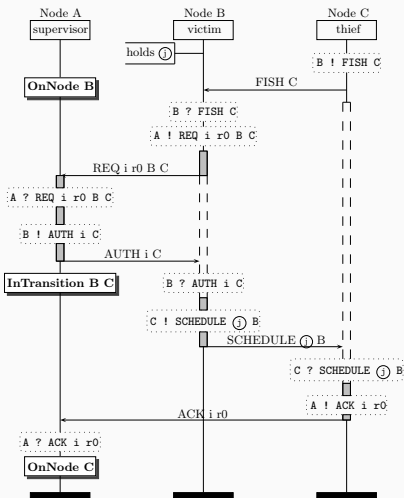 Node A Node B Node C
supervisor victim thief
holds j
B ! FISH C
FISH C
OnNode B
B ? FISH C
A ! REQ i r0 B C
REQ i r0 B C
A ? REQ i r0 B C
B ! AUTH i C
AUTH i C
InTransition B C
B ? AUTH i C
C ! SCHEDULE j B
SCHEDULE j B
C ? SCHEDULE j B
A ! ACK i r0
ACK i r0
A ? ACK i r0
OnNode C